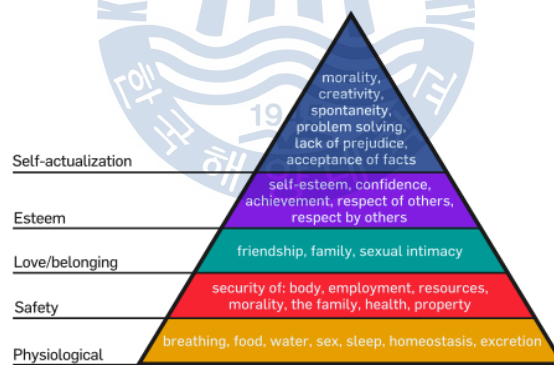 morality,
creativity,
spontaneity,
problem solving,
lack of prejudice,
acceptance of facts
Self-actualization
self-esteem, confidence,
achievement, respect of others,
respect by others
Esteem
friendship, family, sexual intimacy
Love/belonging
security of: body, employment, resources,
morality, the family, health, property
Safety
breathing, food, water, sex, sleep, homeostasis, excretion
Physiological